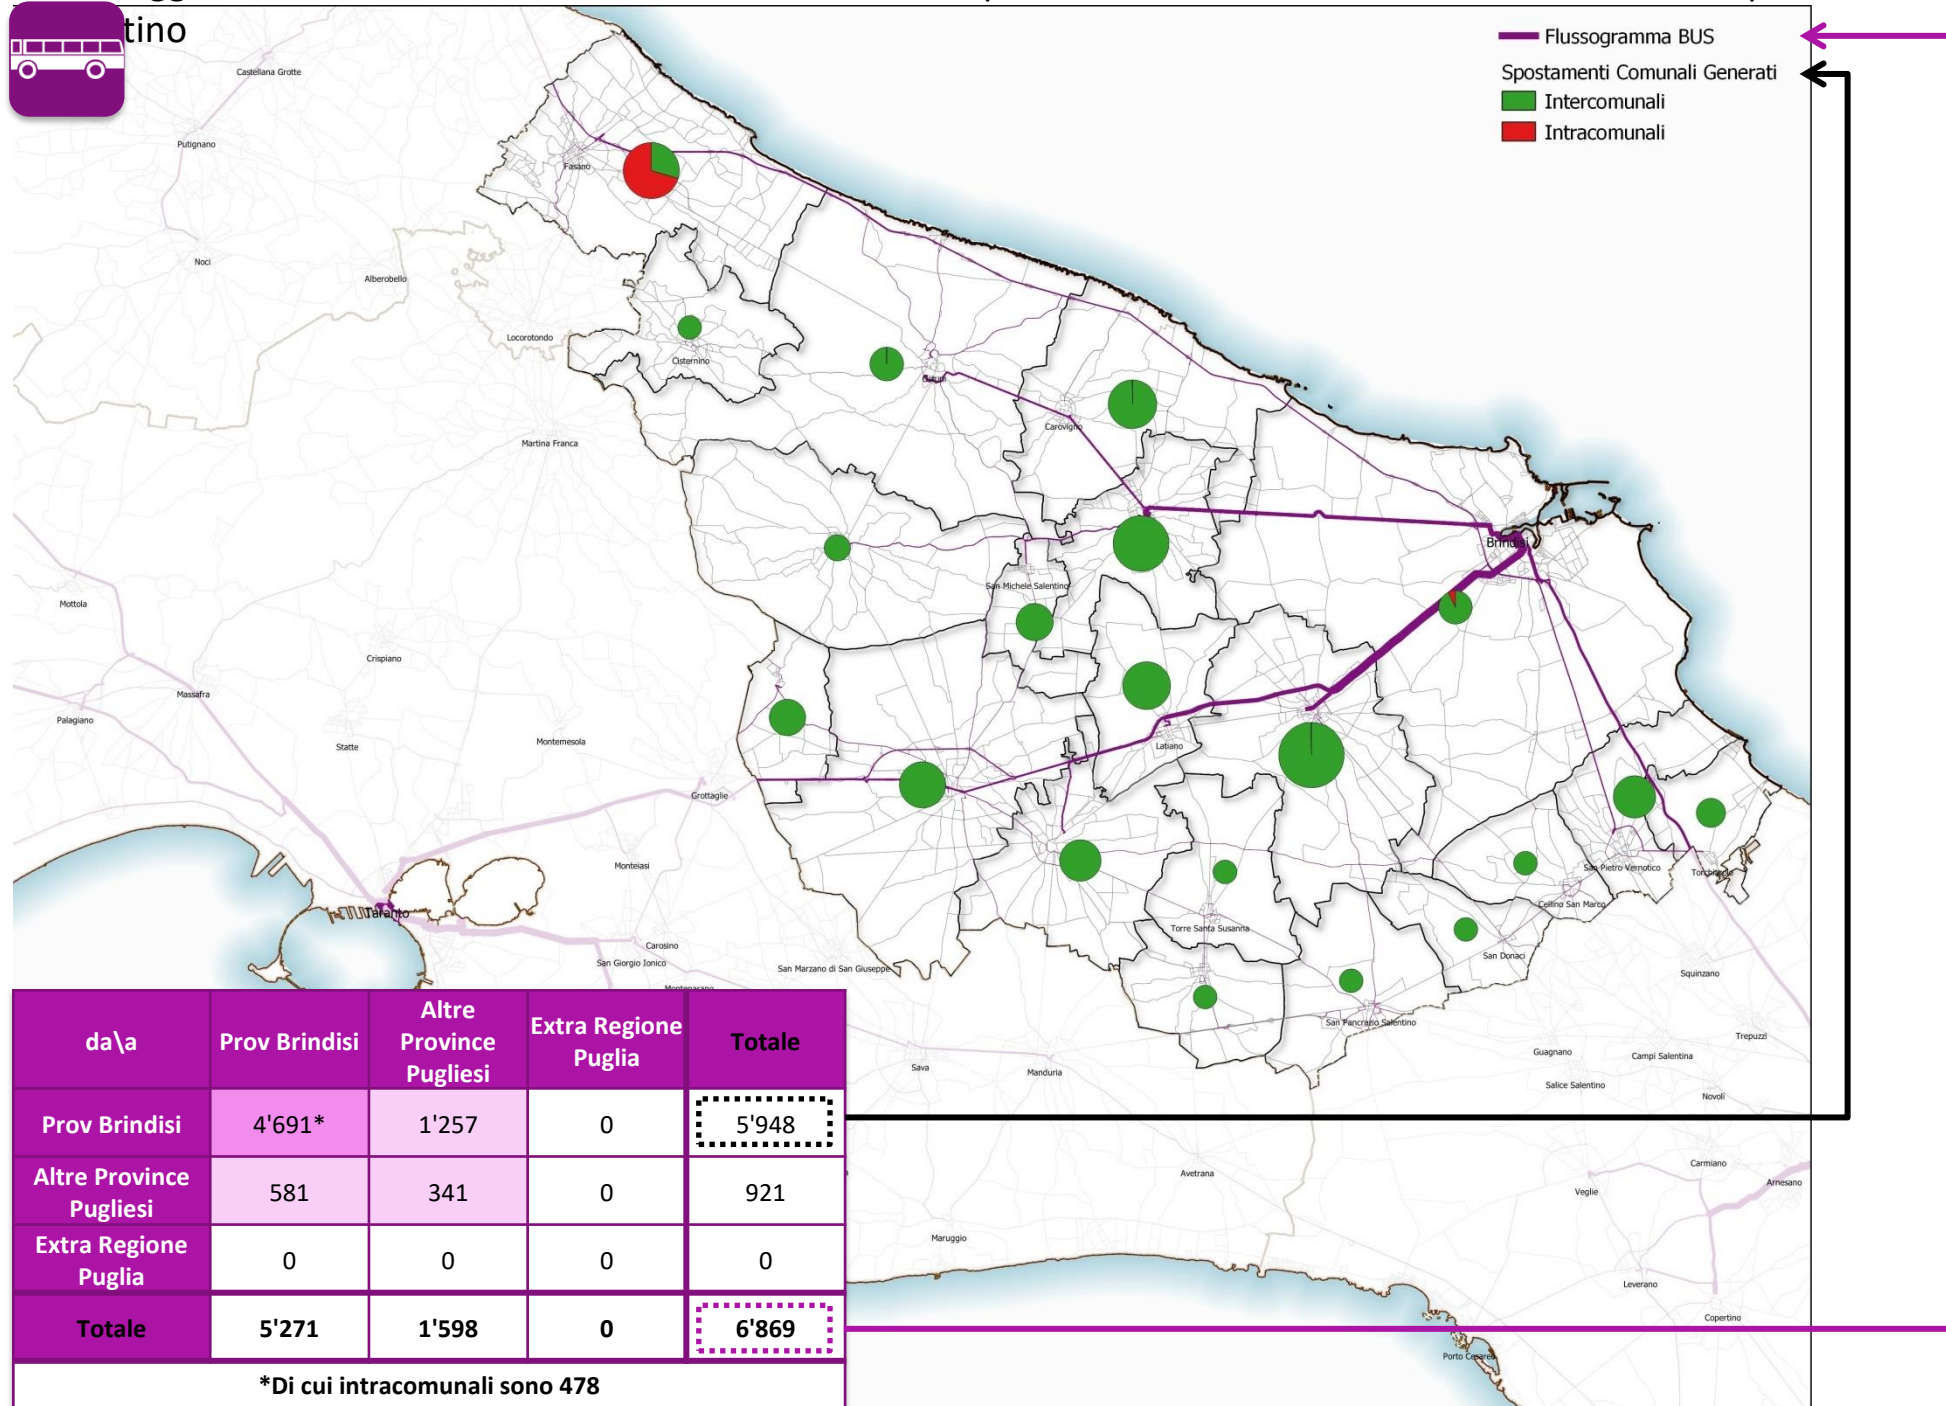 tino
Flussogramma BUS
Spostamenti Comunali Generati
Intercomunali
Intracomunali
Castellana Grotte
Putignano
Fasano
Noci
Alberobello
Locorotondo
Cisternino
Ostuni
Carovigno
Martina Franca
Brindisi
San Michele Salentino
Mottola
Crispiano
Massafra
Palagiano
Statte
Montemesola
Latiano
Grottaglie
Monteiasi
San Pietro Vernotico
Torchiarolo
Cellino San Marco
Taranto
Torre Santa Susanna
Carosino
San Giorgio Ionico
San Marzano di San Giuseppe
San Donaci
Squinzano
Monteparano
San Pancrazio Salentino
Trepuzzi
Guagnano
Campi Salentina
Sava
Manduria
Salice Salentino
Novoli
Avetrana
Carmiano
Veglie
Arnesano
Maruggio
Leverano
Copertino
Porto Cesareo
da\a Prov Brindisi Altre Province Pugliesi Extra Regione Puglia Totale
Prov Brindisi 4'691* 1'257 0 5'948
Altre Province Pugliesi 581 341 0 921
Extra Regione Puglia 0 0 0 0
Totale 5'271 1'598 0 6'869
*Di cui intracomunali sono 478